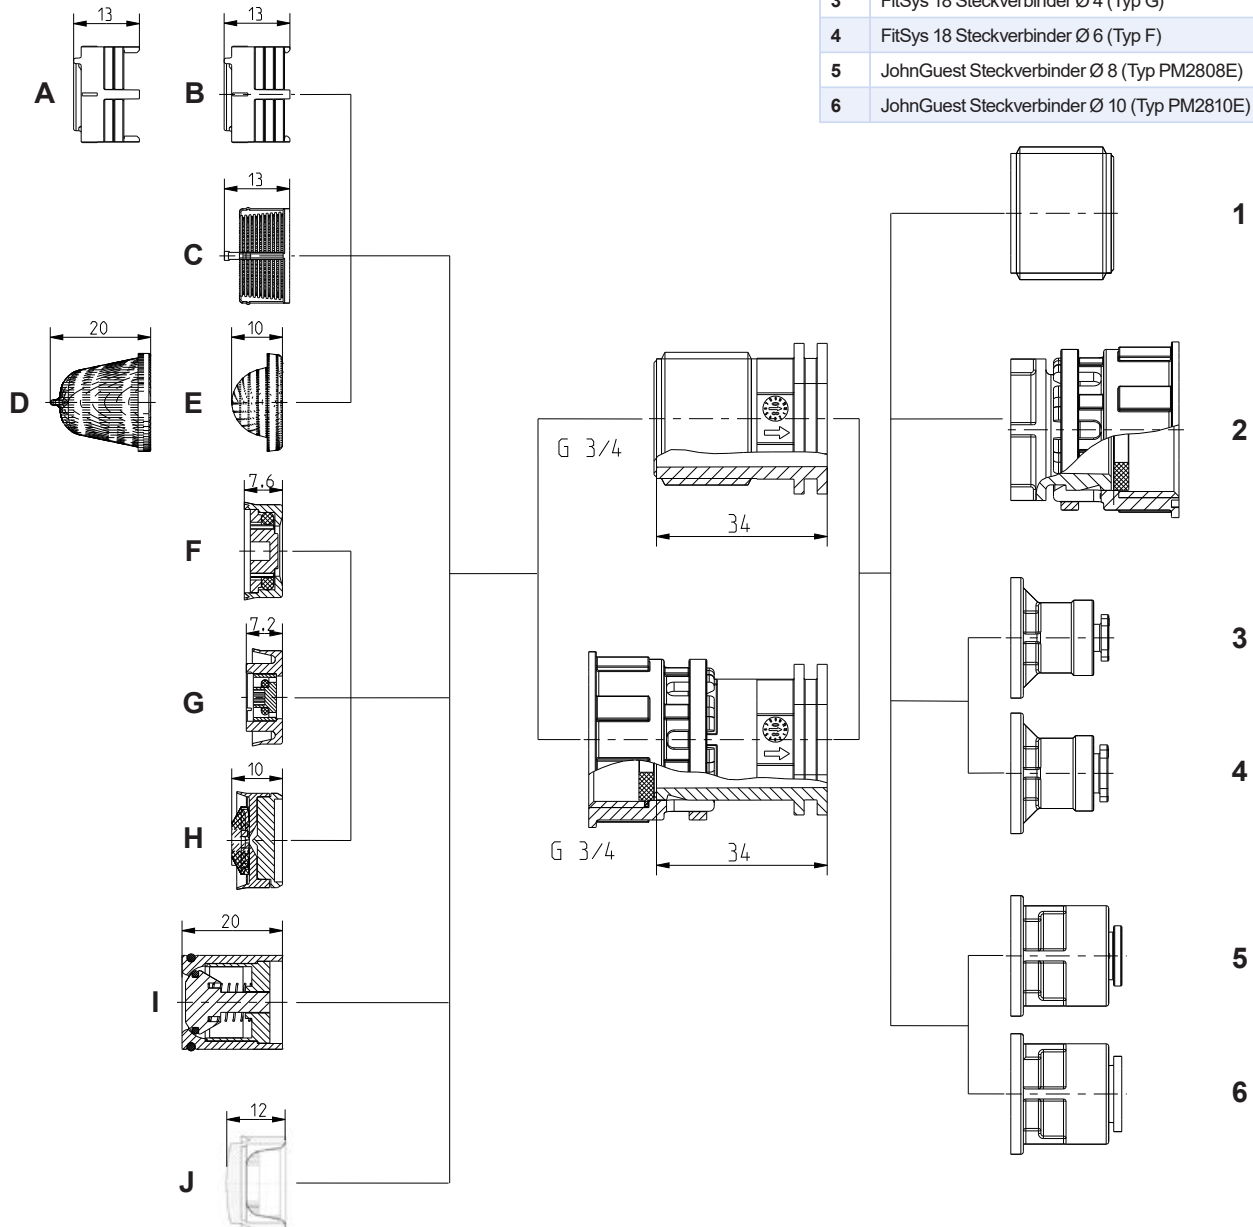 3 FitSys 18 Steckverbinder Ø 4 (Typ G)
4 FitSys 18 Steckverbinder Ø 6 (Typ F)
5 JohnGuest Steckverbinder Ø 8 (Typ PM2808E)
6 JohnGuest Steckverbinder Ø 10 (Typ PM2810E)
13
13
A
B
13
C
1
20
10
D
E
G 3/4
2
7.6
34
F
7.2
3
G
10
4
H
G 3/4
34
20
5
I
6
12
J